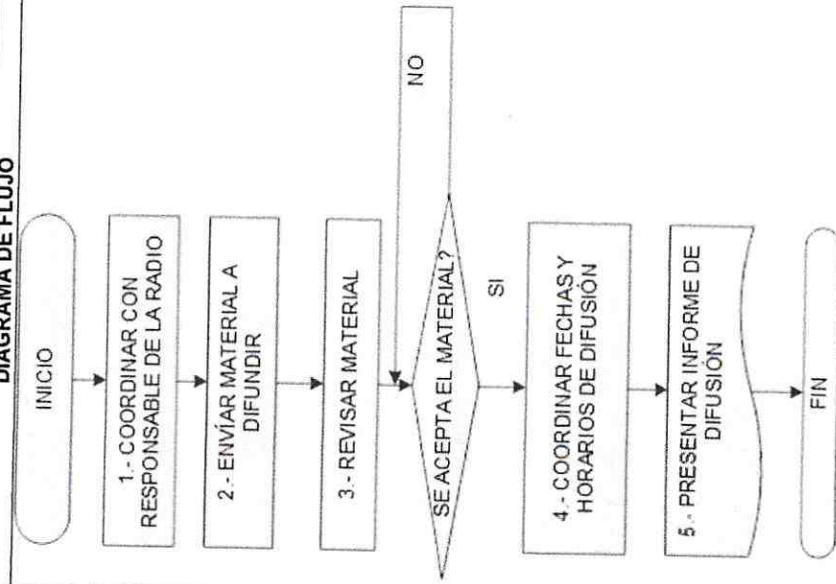 DIAGRAMA DE FLUJO
INICIO
1.- COORDINAR CON
RESPONSABLE DE LA RADIO
2.- ENVÍAR MATERIAL A
DIFUNDIR
3.- REVISAR MATERIAL
SE ACEPTA EL MATERIAL?
NO
SI
4.- COORDINAR FECHAS Y
HORARIOS DE DIFUSIÓN
5.- PRESENTAR INFORME DE
DIFUSIÓN
FIN